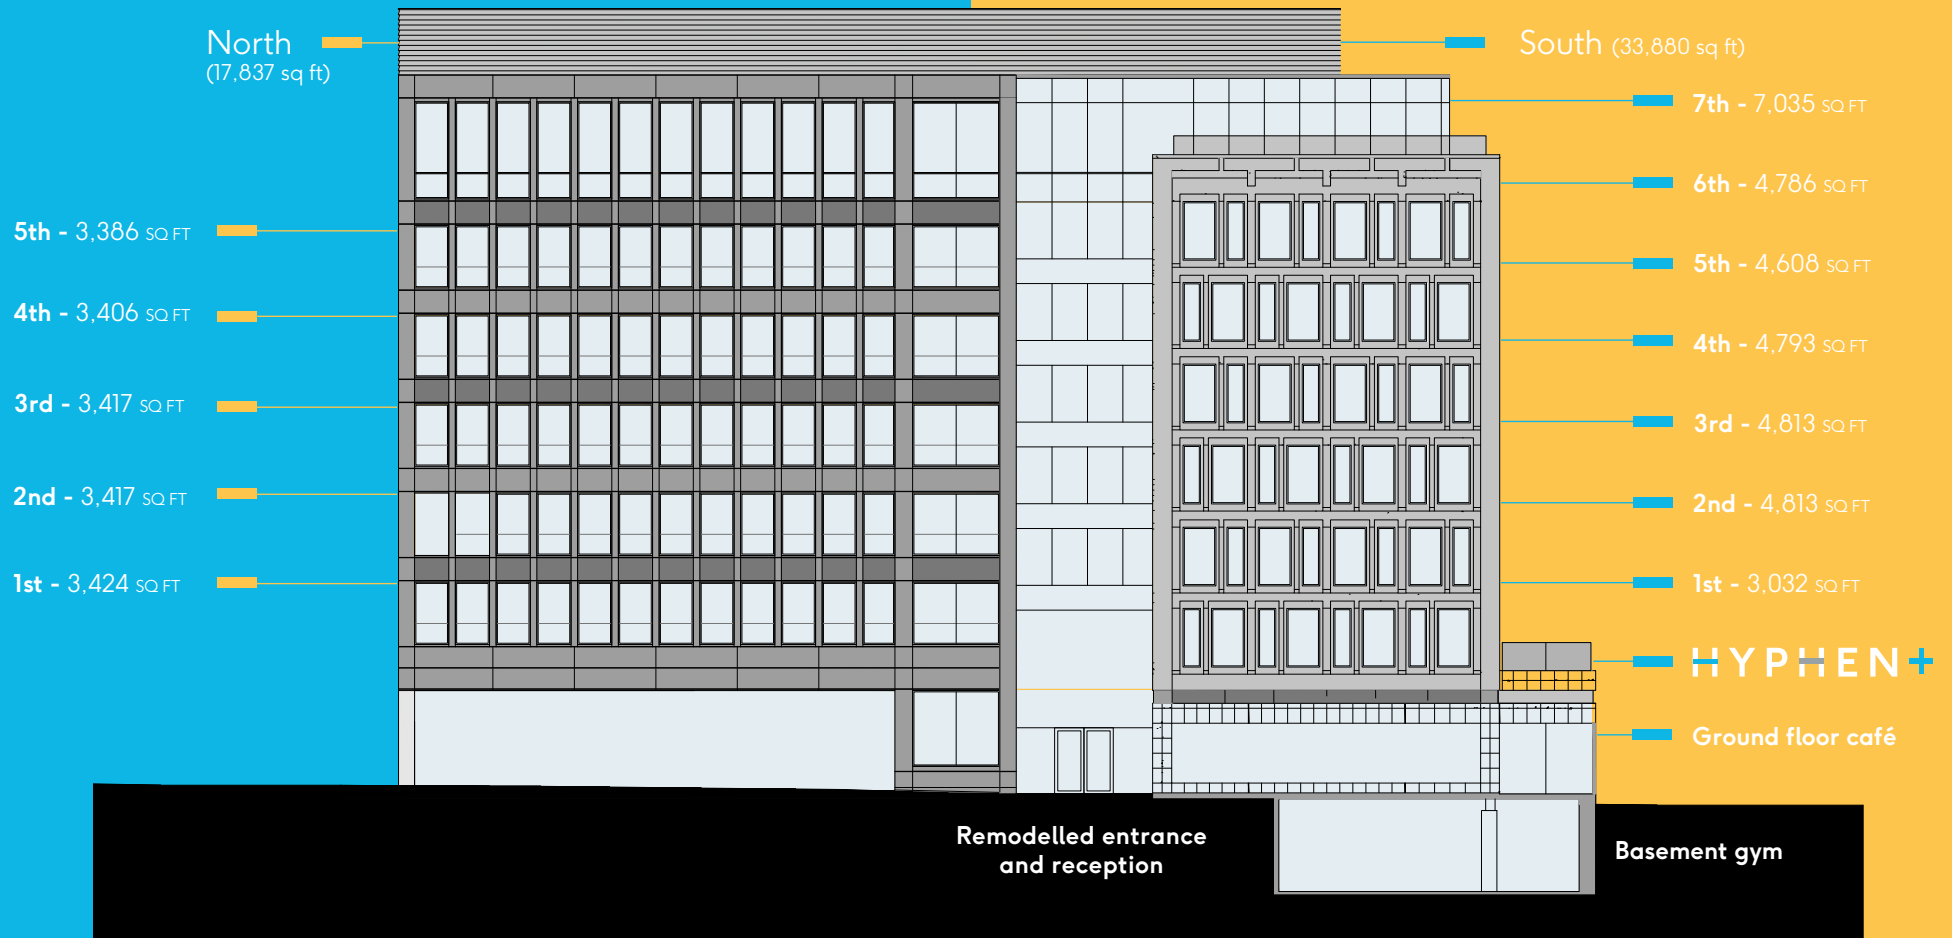 North
(17,837 sq ft)
5th - 3,386 SQ FT
4th - 3,406 SQ FT
3rd - 3,417 SQ FT
2nd - 3,417 SQ FT
1st - 3,424 SQ FT
South (33,880 sq ft)
7th - 7,035 SQ FT
6th - 4,786 SQ FT
5th - 4,608 SQ FT
4th - 4,793 SQ FT
3rd - 4,813 SQ FT
2nd - 4,813 SQ FT
1st - 3,032 SQ FT
HYPHEN+
Ground floor café
Remodelled entrance
and reception
Basement gym